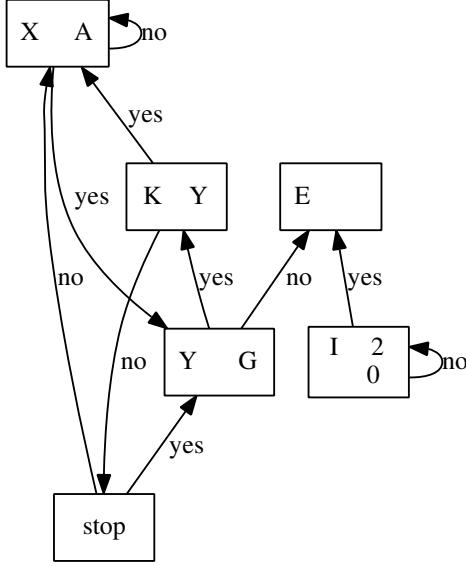 X A
no
yes
yes
K Y
E
no
yes
no
yes
no
Y G
I 2
0
no
yes
stop